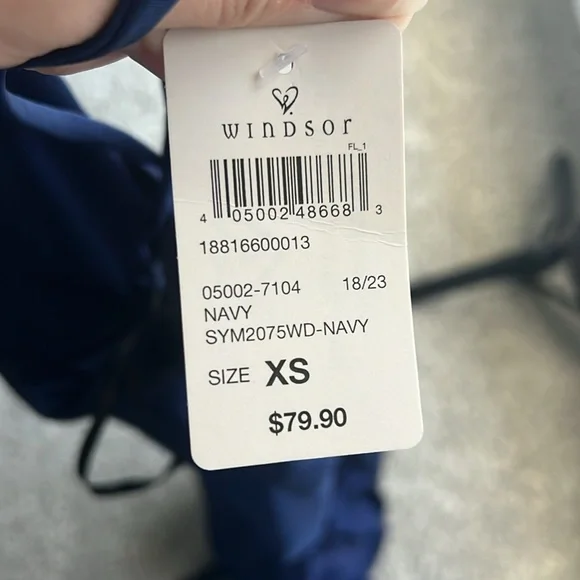 WINDSOR
FL_1
4 05002 48668 3
18816600013
05002-7104 18/23
NAVY
SYM2075WD-NAVY
SIZE XS
$79.90